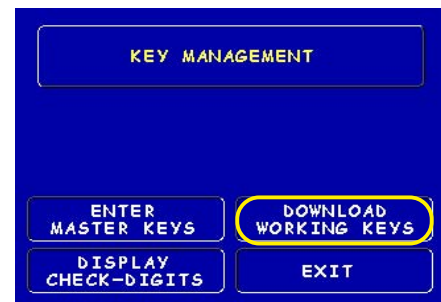 KEY MANAGEMENT
ENTER
MASTER KEYS
DOWNLOAD
WORKING KEYS
DISPLAY
CHECK-DIGITS
EXIT